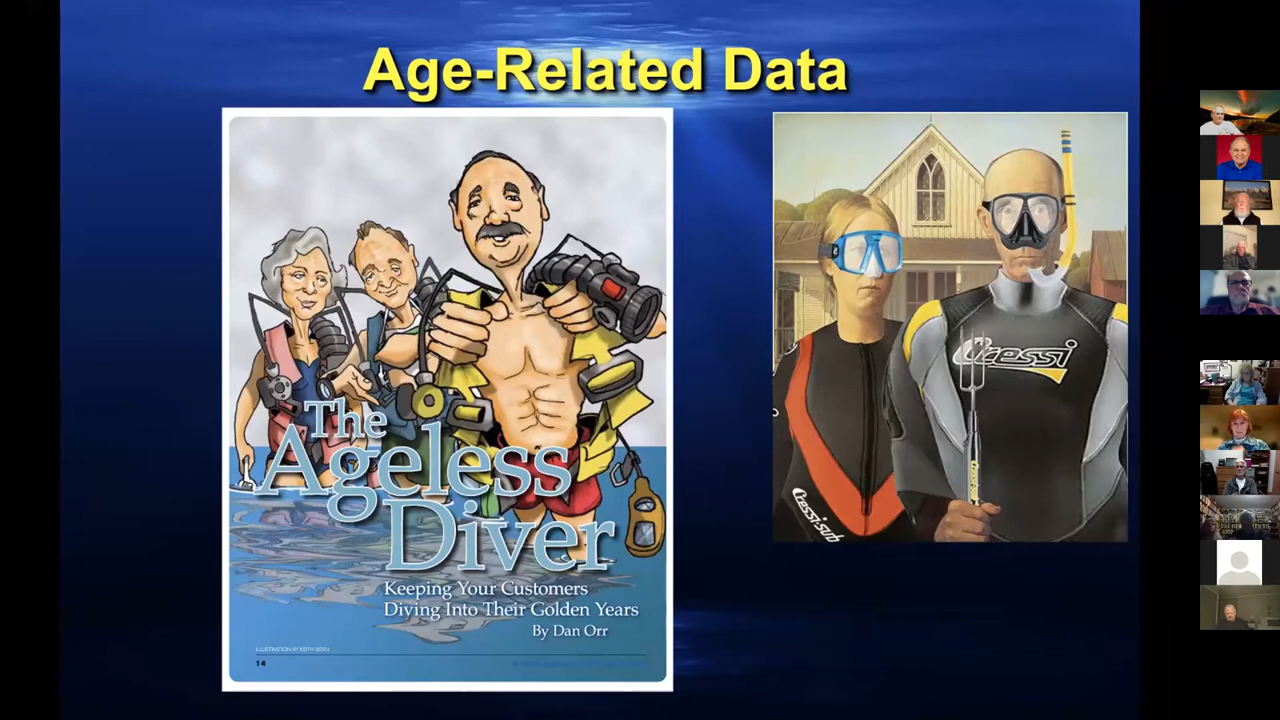 Age-Related Data
The
Ageless
Diver
Keeping Your Customers
Diving Into Their Golden Years
By Dan Orr
14
Cressi
Cressi-sub